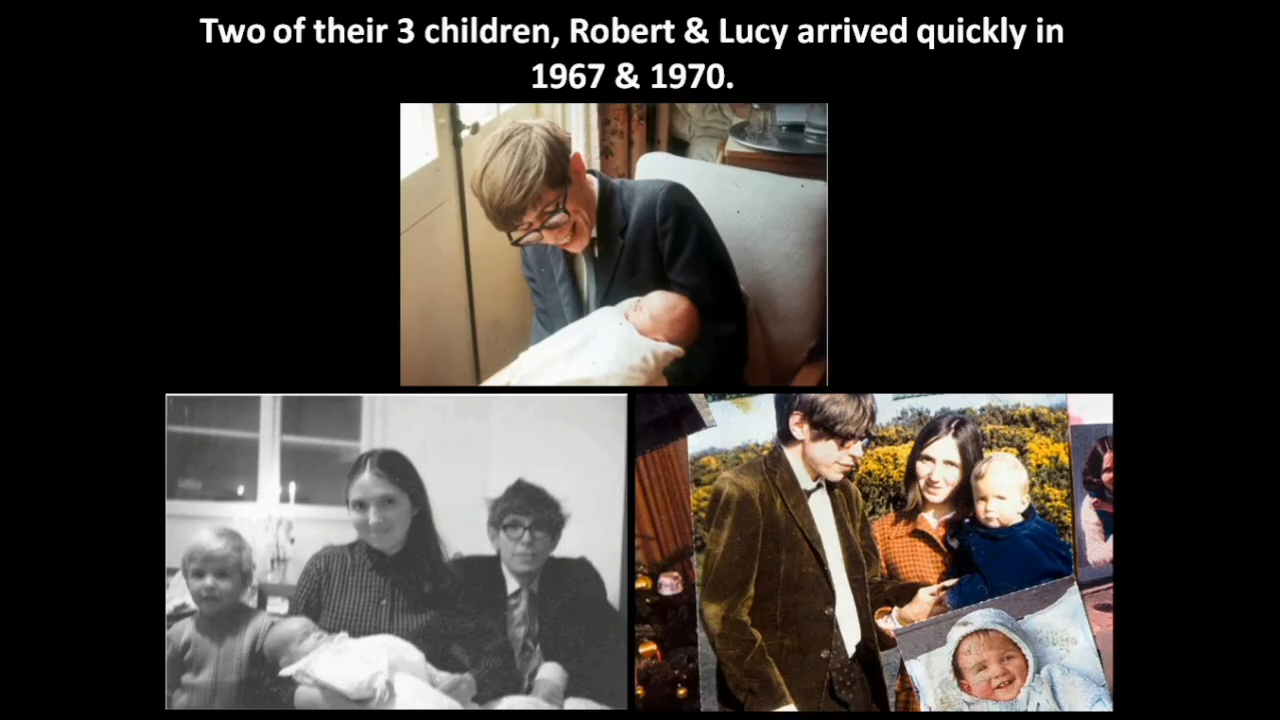 Two of their 3 children, Robert & Lucy arrived quickly in
1967 & 1970.